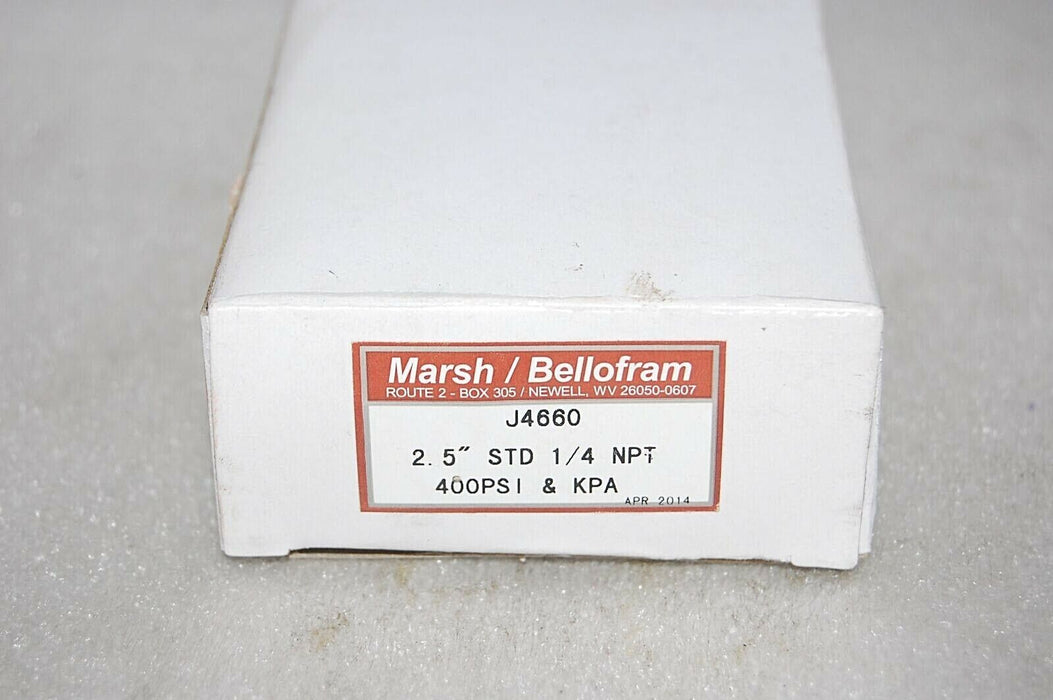 Marsh / Bellofram
ROUTE 2 - BOX 305 / NEWELL, WV 26050-0607
J4660
2.5" STD 1/4 NPT
400PSI & KPA
APR 2014